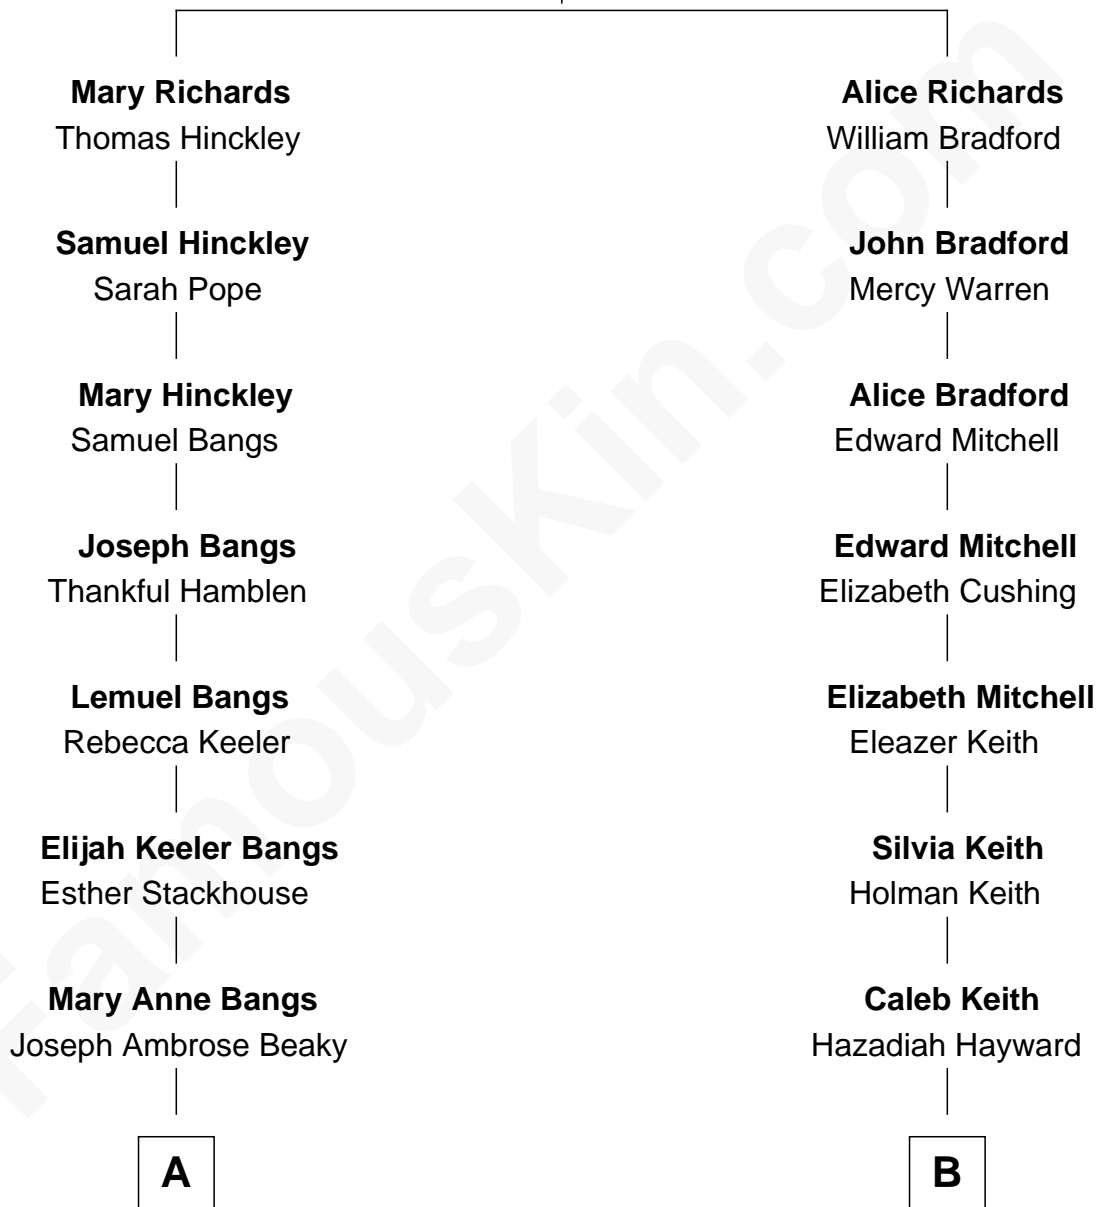 Mary Richards
Thomas Hinckley
Samuel Hinckley
Sarah Pope
Mary Hinckley
Samuel Bangs
Joseph Bangs
Thankful Hamblen
Lemuel Bangs
Rebecca Keeler
Elijah Keeler Bangs
Esther Stackhouse
Mary Anne Bangs
Joseph Ambrose Beaky
A
Alice Richards
William Bradford
John Bradford
Mercy Warren
Alice Bradford
Edward Mitchell
Edward Mitchell
Elizabeth Cushing
Elizabeth Mitchell
Eleazer Keith
Silvia Keith
Holman Keith
Caleb Keith
Hazadiah Hayward
B
FamousKin.com